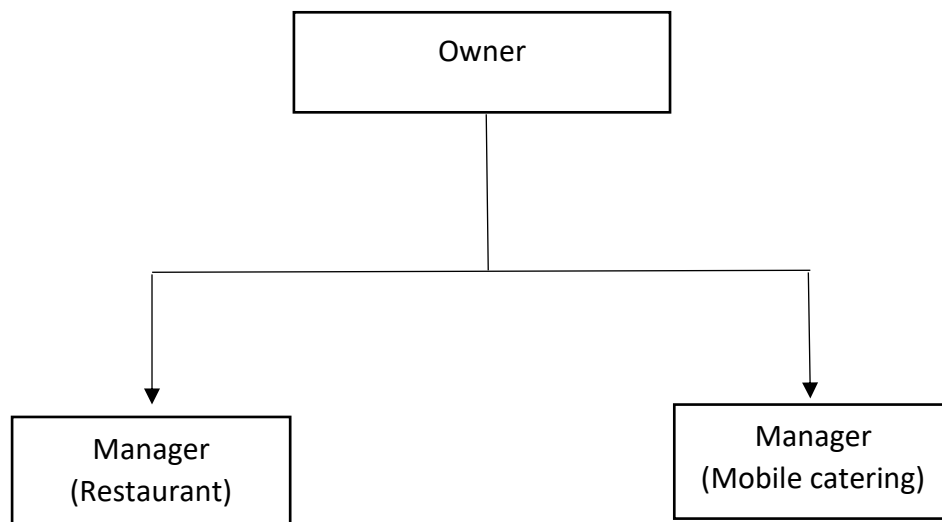 Owner
Manager
(Restaurant)
Manager
(Mobile catering)